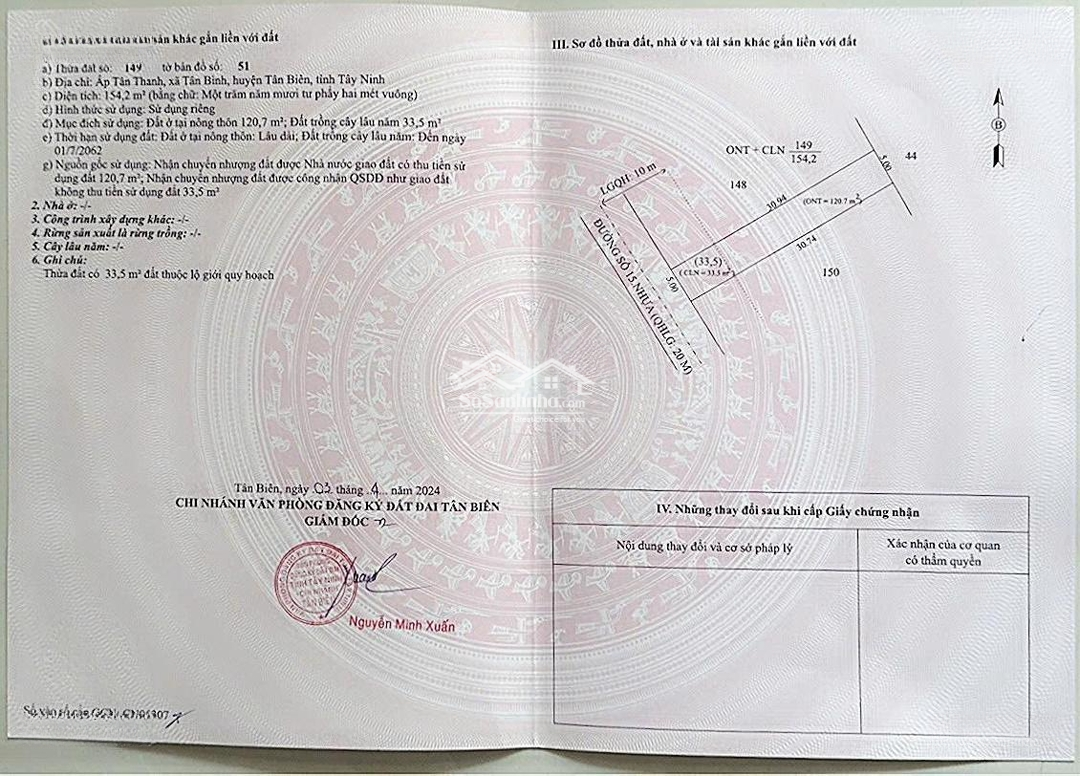 sản khác gắn liền với đất
a) Thửa đất số: 149 tờ bản đồ số: 51
b) Địa chỉ: Ấp Tân Thanh, xã Tân Bình, huyện Tân Biên, tỉnh Tây Ninh
c) Diện tích: 154,2 m² (bằng chữ: Một trăm năm mươi tư phẩy hai mét vuông)
d) Hình thức sử dụng: Sử dụng riêng
đ) Mục đích sử dụng: Đất ở tại nông thôn 120,7 m²; Đất trồng cây lâu năm 33,5 m²
e) Thời hạn sử dụng đất: Đất ở tại nông thôn: Lâu dài; Đất trồng cây lâu năm: Đến ngày
01/7/2062
g) Nguồn gốc sử dụng: Nhận chuyển nhượng đất được Nhà nước giao đất có thu tiền sử
dụng đất 120,7 m²; Nhận chuyển nhượng đất được công nhận QSDĐ như giao đất
không thu tiền sử dụng đất 33,5 m²
2. Nhà ở: -/-
3. Công trình xây dựng khác: -/-
4. Rừng sản xuất là rừng trồng: -/-
5. Cây lâu năm: -/-
6. Ghi chú:
Thửa đất có 33,5 m² đất thuộc lộ giới quy hoạch
Tân Biên, ngày 03 tháng 4 năm 2024
CHI NHÁNH VĂN PHÒNG ĐĂNG KÝ ĐẤT ĐAI TÂN BIÊN
GIÁM ĐỐC
Nguyễn Minh Xuân
III. Sơ đồ thửa đất, nhà ở và tài sản khác gắn liền với đất
B
ONT + CLN 149
154,2
44
148
5.00
LGQH: 10 m
30.94
(ONT = 120.7 m²)
30.74
(33,5)
(CLN = 33.5 m²)
150
5.00
ĐƯỜNG SỐ 15 NHỰA (QHLG: 20 M)
IV. Những thay đổi sau khi cấp Giấy chứng nhận
Nội dung thay đổi và cơ sở pháp lý
Xác nhận của cơ quan
có thẩm quyền